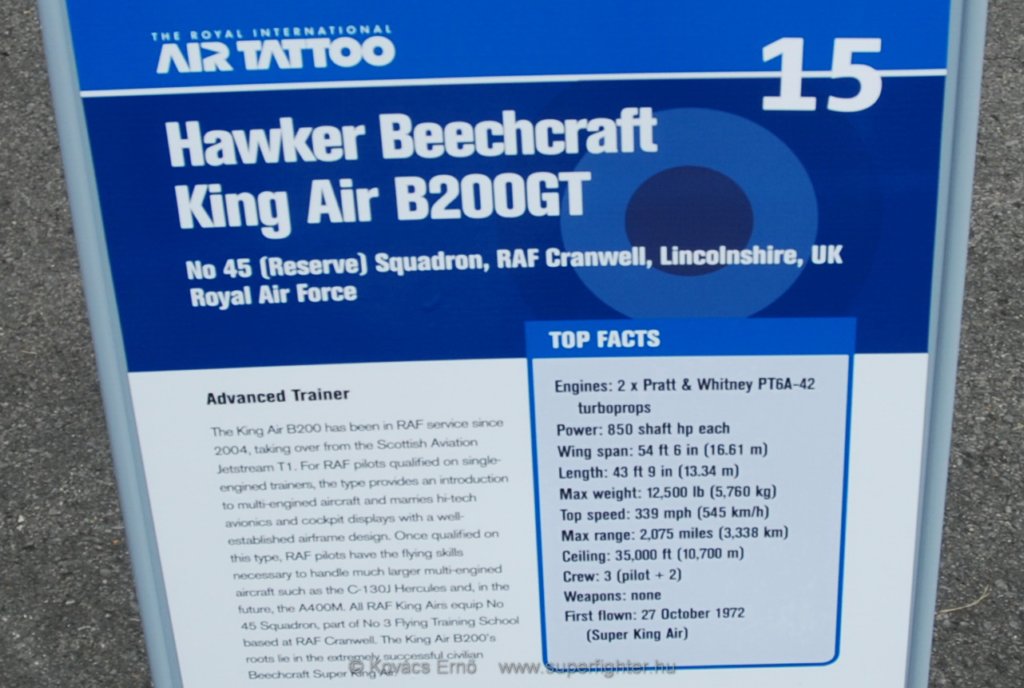 THE ROYAL INTERNATIONAL
AIR TATTOO
15
Hawker Beechcraft
King Air B200GT
No 45 (Reserve) Squadron, RAF Cranwell, Lincolnshire, UK
Royal Air Force
Advanced Trainer
The King Air B200 has been in RAF service since
2004, taking over from the Scottish Aviation
Jetstream T1. For RAF pilots qualified on single-
engined trainers, the type provides an introduction
to multi-engined aircraft and marries hi-tech
avionics and cockpit displays with a well-
established airframe design. Once qualified on
this type, RAF pilots have the flying skills
necessary to handle much larger multi-engined
aircraft such as the C-130J Hercules and, in the
future, the A400M. All RAF King Airs equip No
45 Squadron, part of No 3 Flying Training School
based at RAF Cranwell. The King Air B200's
roots lie in the extremely successful civilian
Beechcraft Super King Air.
TOP FACTS
Engines: 2 x Pratt & Whitney PT6A-42
turboprops
Power: 850 shaft hp each
Wing span: 54 ft 6 in (16.61 m)
Length: 43 ft 9 in (13.34 m)
Max weight: 12,500 lb (5,760 kg)
Top speed: 339 mph (545 km/h)
Max range: 2,075 miles (3,338 km)
Ceiling: 35,000 ft (10,700 m)
Crew: 3 (pilot + 2)
Weapons: none
First flown: 27 October 1972
(Super King Air)
© Kovács Ernő www.superfighter.hu